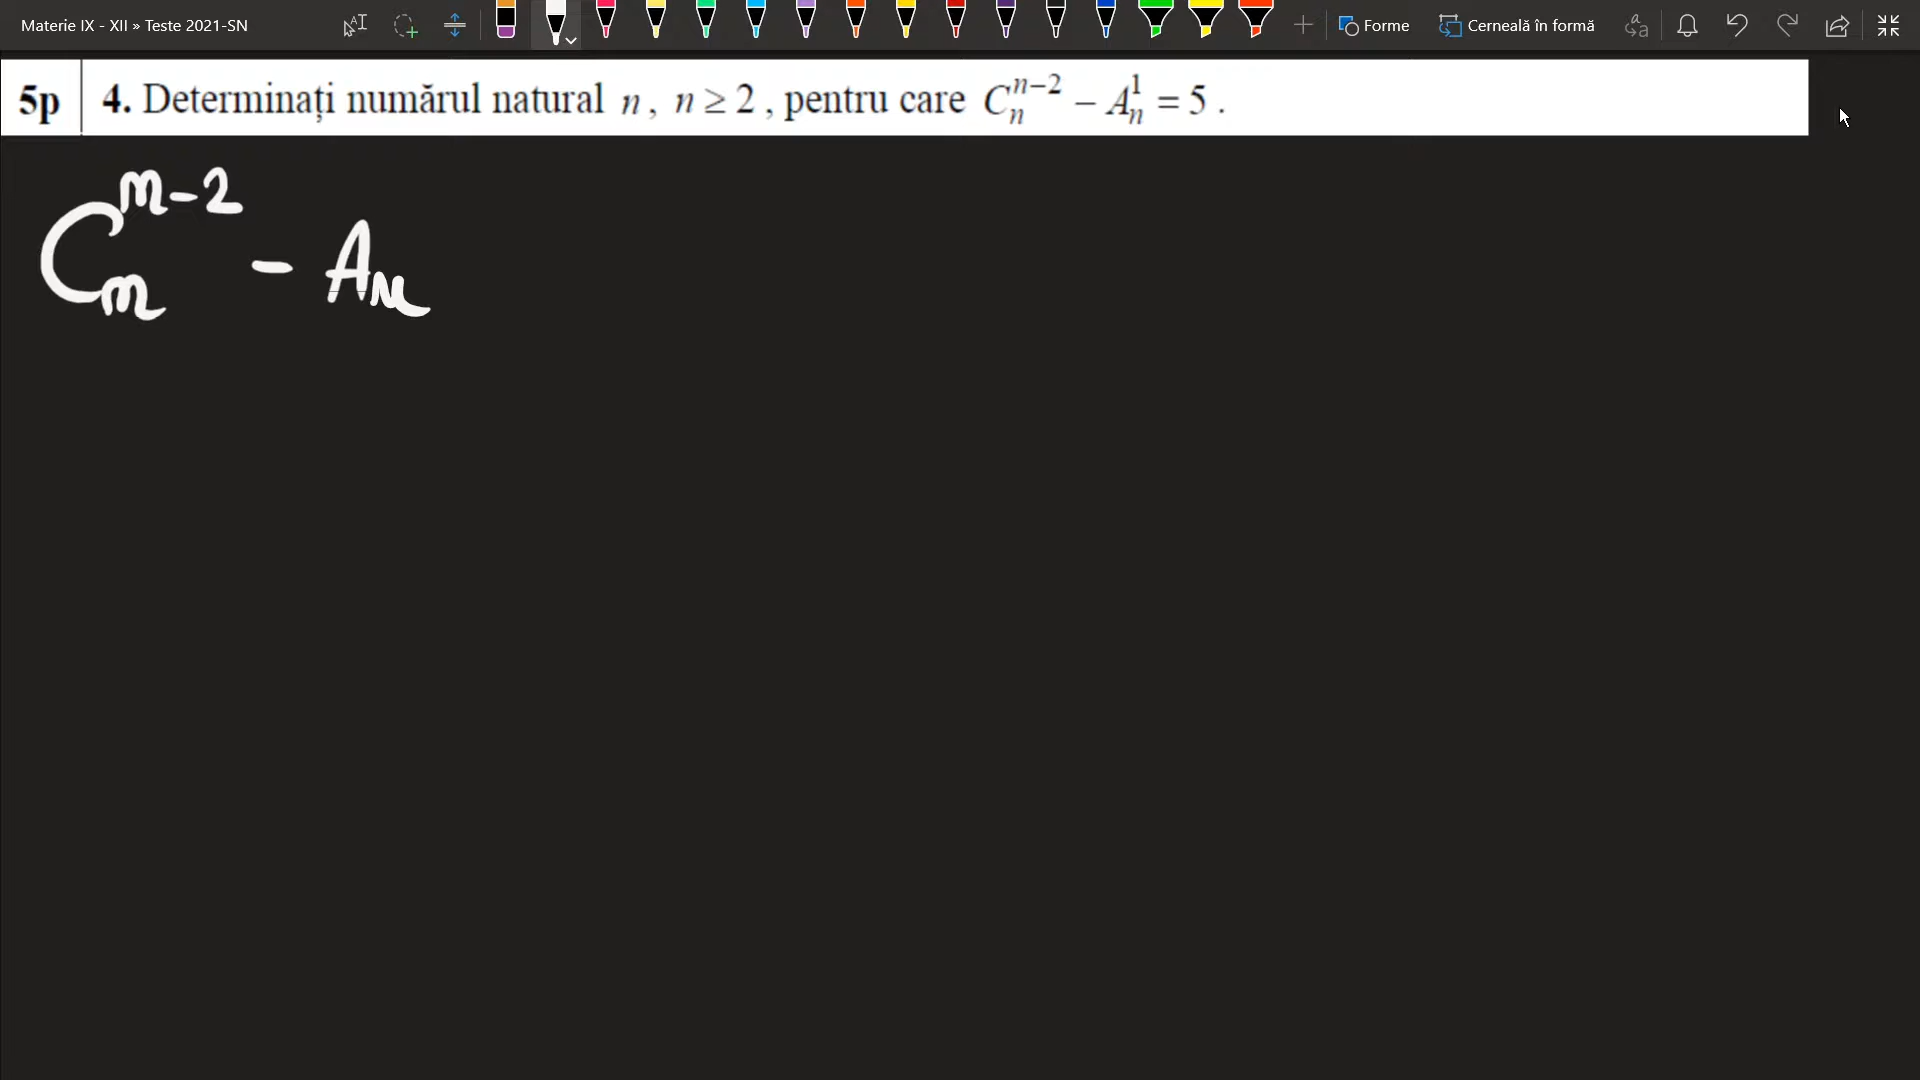 Materie IX - XII » Teste 2021-SN Forme Cerneală în formă
5p 4. Determinați numărul natural n, n ≥ 2, pentru care C_n^{n-2} − A_n^1 = 5.
C_n^{n-2} - A_n